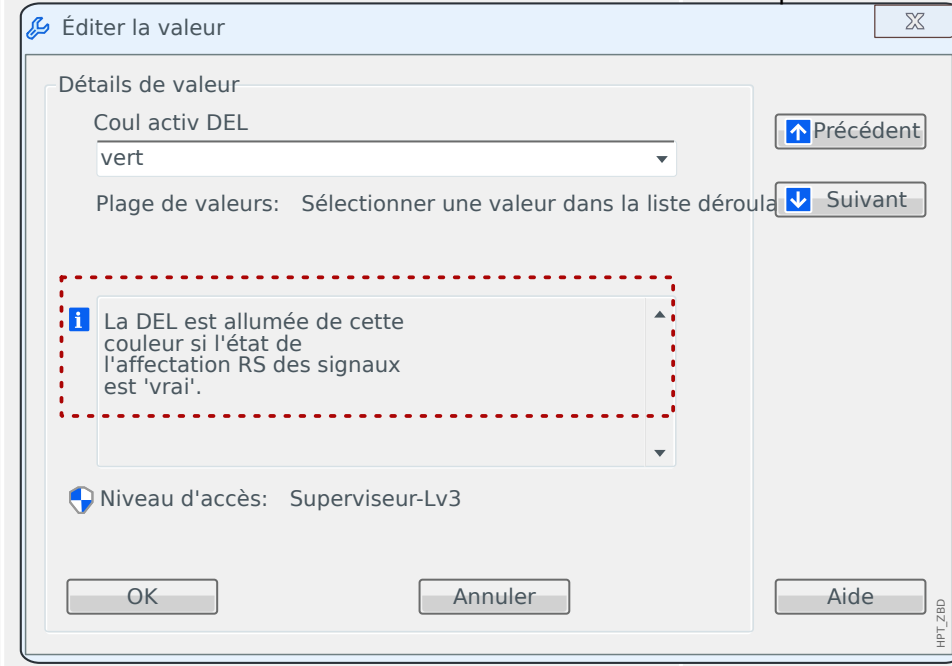 Éditer la valeur
X
Détails de valeur
Coul activ DEL
vert
Précédent
Plage de valeurs: Sélectionner une valeur dans la liste déroula
Suivant
i
La DEL est allumée de cette
couleur si l'état de
l'affectation RS des signaux
est 'vrai'.
Niveau d'accès: Superviseur-Lv3
OK
Annuler
Aide
HPT_ZBD